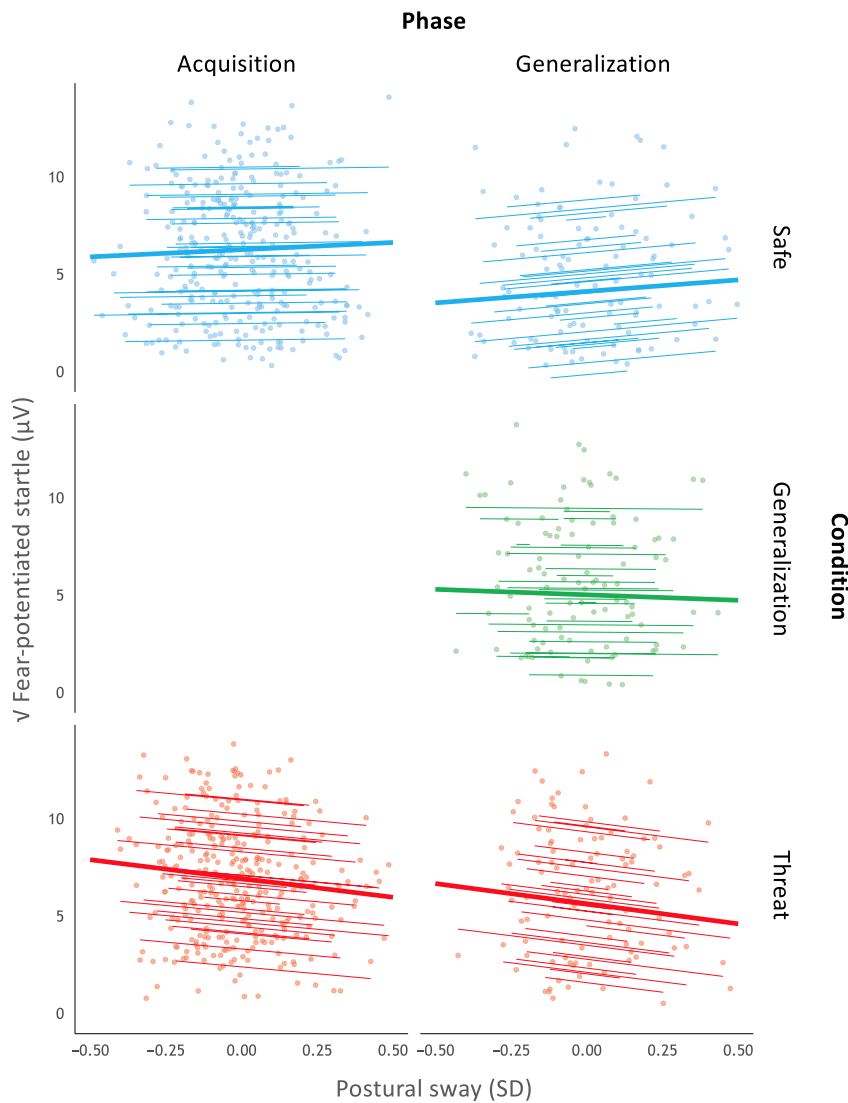 Phase
Acquisition
Generalization
10
5
0
Safe
10
5
0
Generalization
Condition
√ Fear-potentiated startle (µV)
10
5
0
Threat
−0.50
−0.25
0.00
0.25
0.50
−0.50
−0.25
0.00
0.25
0.50
Postural sway (SD)